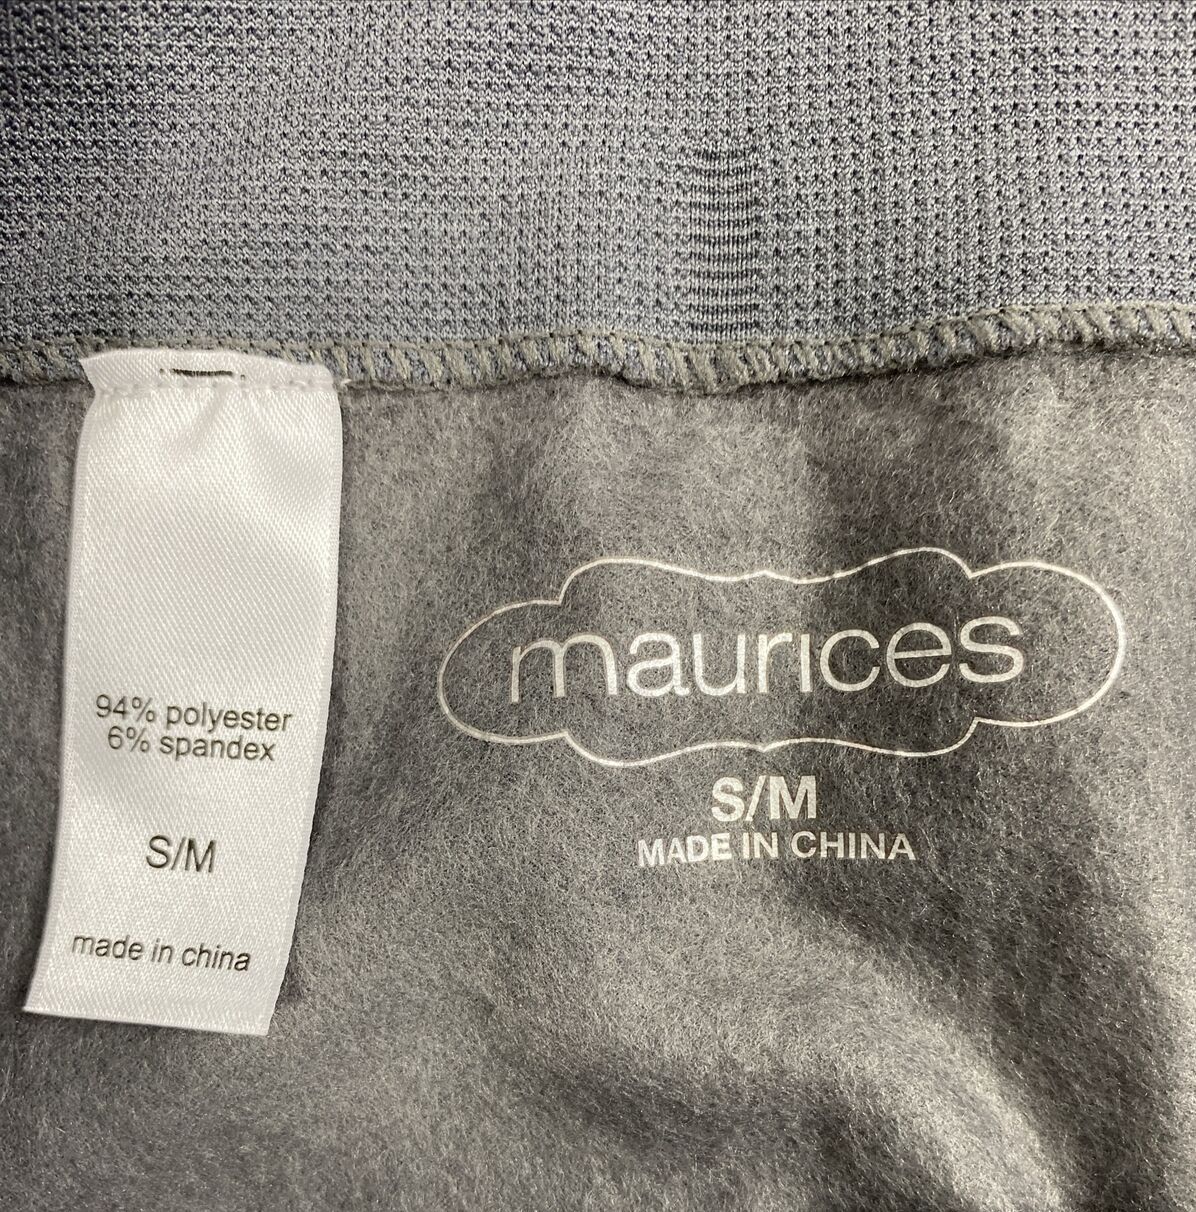 94% polyester
6% spandex
S/M
made in china
maurices
S/M
MADE IN CHINA